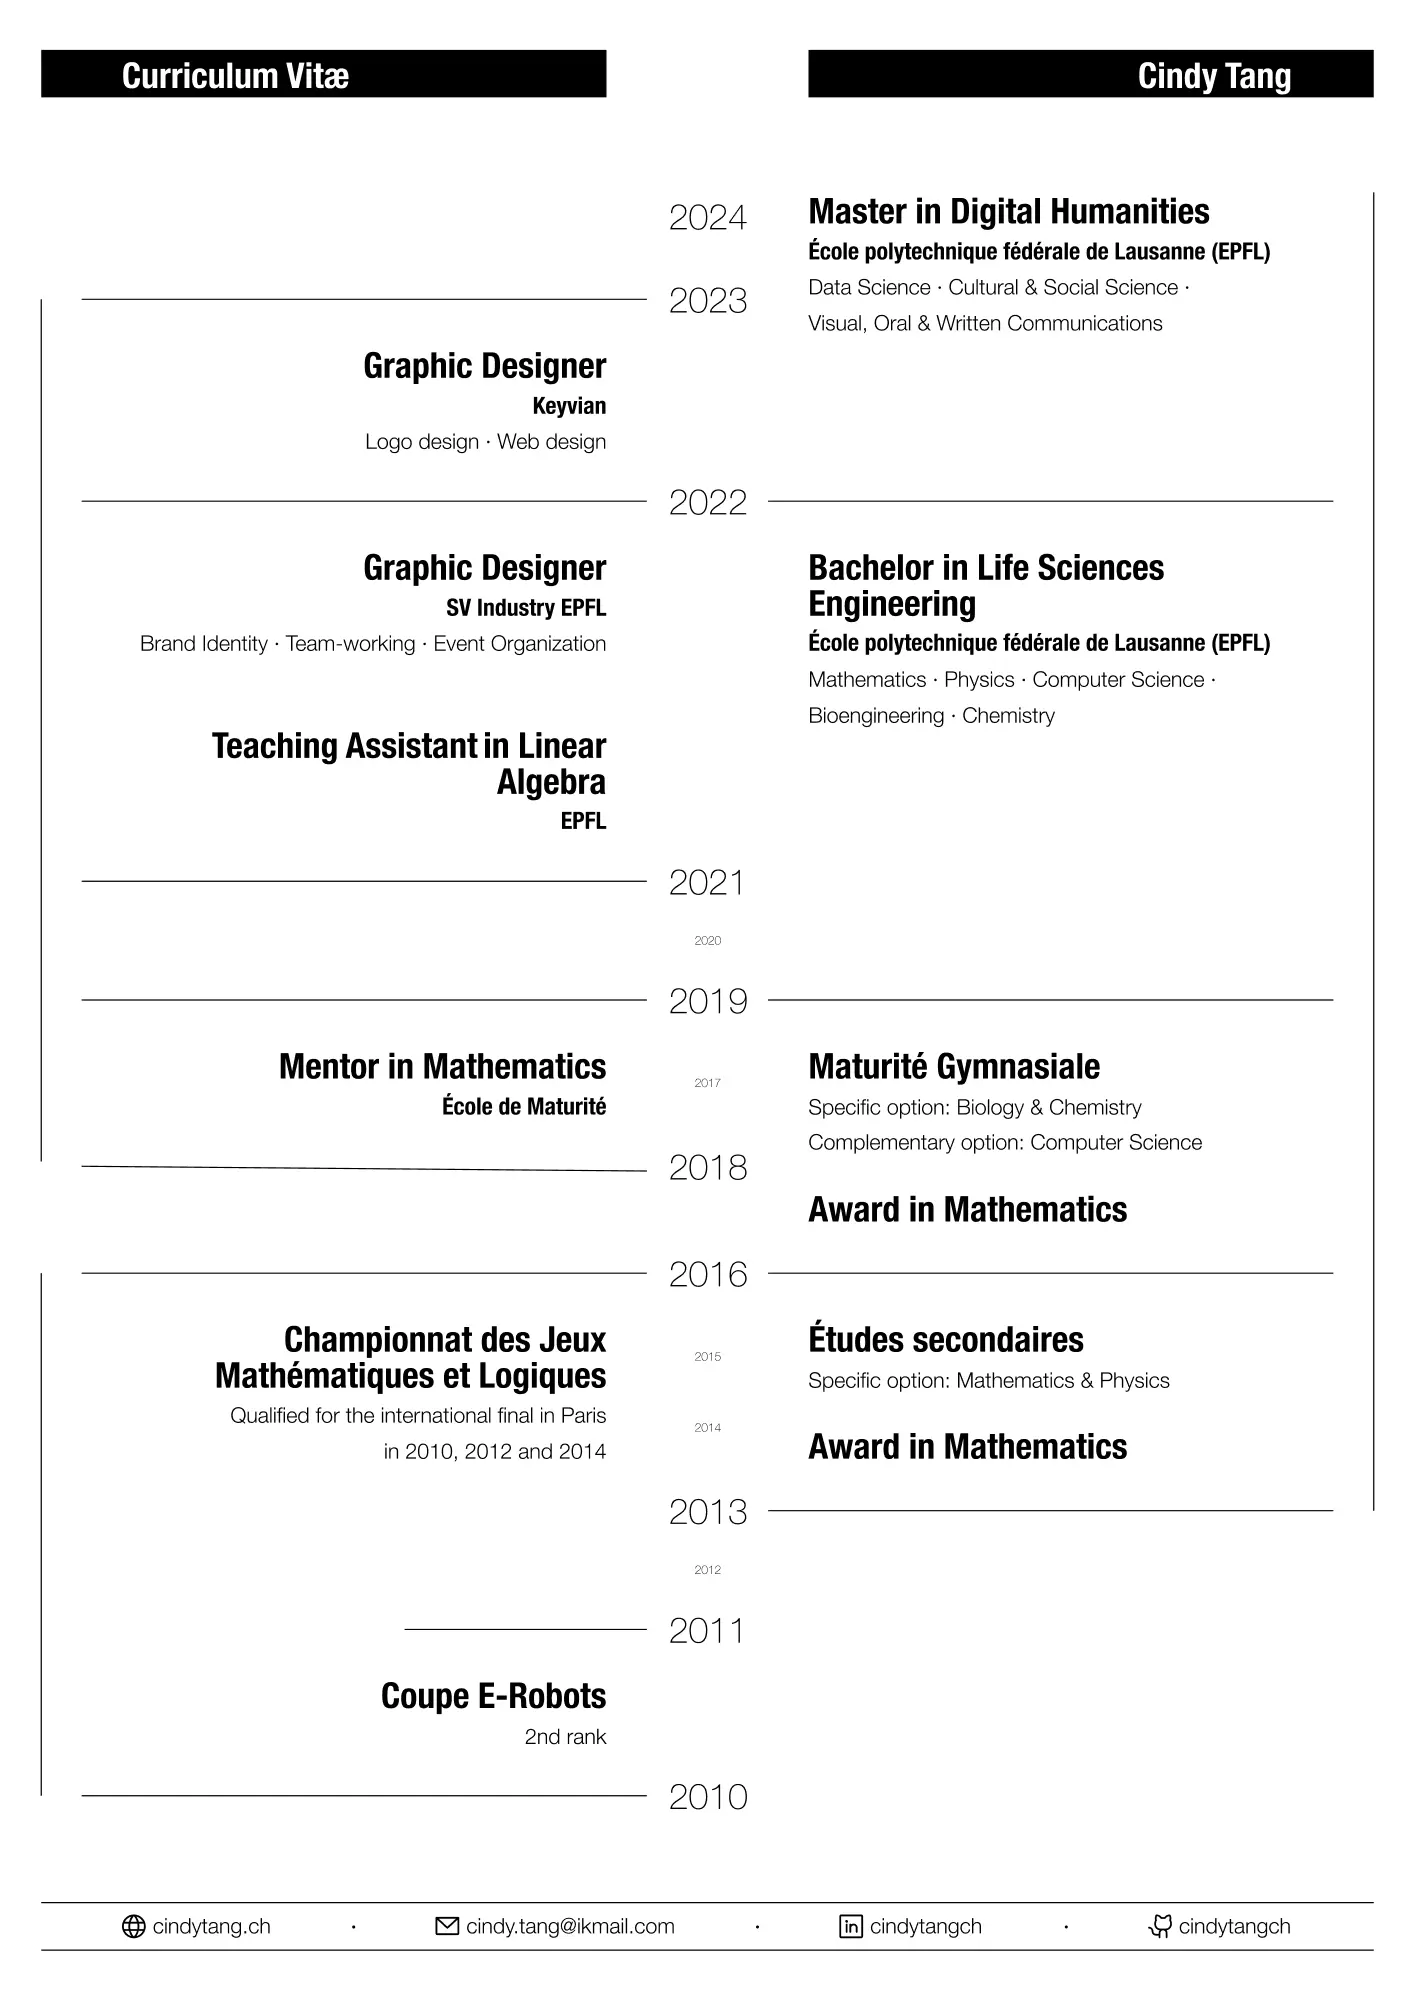 Curriculum Vitæ
Cindy Tang
2024
Master in Digital Humanities
École polytechnique fédérale de Lausanne (EPFL)
Data Science · Cultural & Social Science ·
Visual, Oral & Written Communications
2023
Graphic Designer
Keyvian
Logo design · Web design
2022
Graphic Designer
SV Industry EPFL
Brand Identity · Team-working · Event Organization
Bachelor in Life Sciences
Engineering
École polytechnique fédérale de Lausanne (EPFL)
Mathematics · Physics · Computer Science ·
Bioengineering · Chemistry
Teaching Assistant in Linear
Algebra
EPFL
2021
2020
2019
Mentor in Mathematics
École de Maturité
2017
Maturité Gymnasiale
Specific option: Biology & Chemistry
Complementary option: Computer Science
2018
Award in Mathematics
2016
Championnat des Jeux
Mathématiques et Logiques
Qualified for the international final in Paris
in 2010, 2012 and 2014
2015
2014
Études secondaires
Specific option: Mathematics & Physics
Award in Mathematics
2013
2012
2011
Coupe E-Robots
2nd rank
2010
cindytang.ch · cindy.tang@ikmail.com · in cindytangch · cindytangch